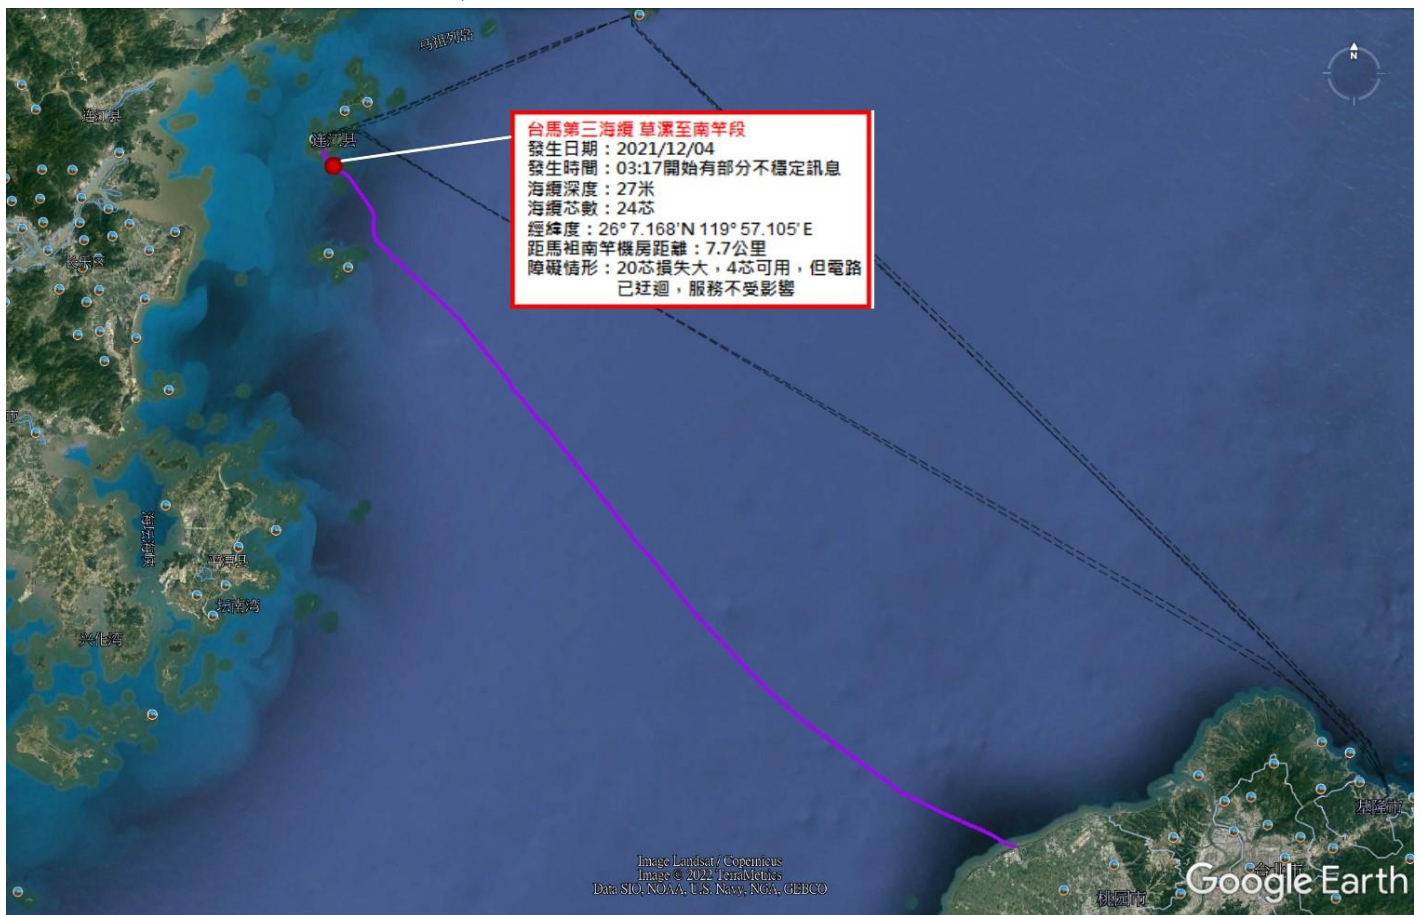 马祖列岛
连江县
连江县
台馬第三海纜 草漯至南竿段
發生日期：2021/12/04
發生時間：03:17開始有部分不穩定訊息
海纜深度：27米
海纜芯數：24芯
經緯度：26° 7.168'N 119° 57.105' E
距馬祖南竿機房距離：7.7公里
障礙情形：20芯損失大，4芯可用，但電路
已迂迴，服務不受影響
N
长乐区
市
海坛海峡
平潭县
坛南湾
兴化湾
基隆市
台北市
桃园市
Image Landsat / Copernicus
Image © 2022 TerraMetrics
Data SIO, NOAA, U.S. Navy, NGA, GEBCO
Google Earth